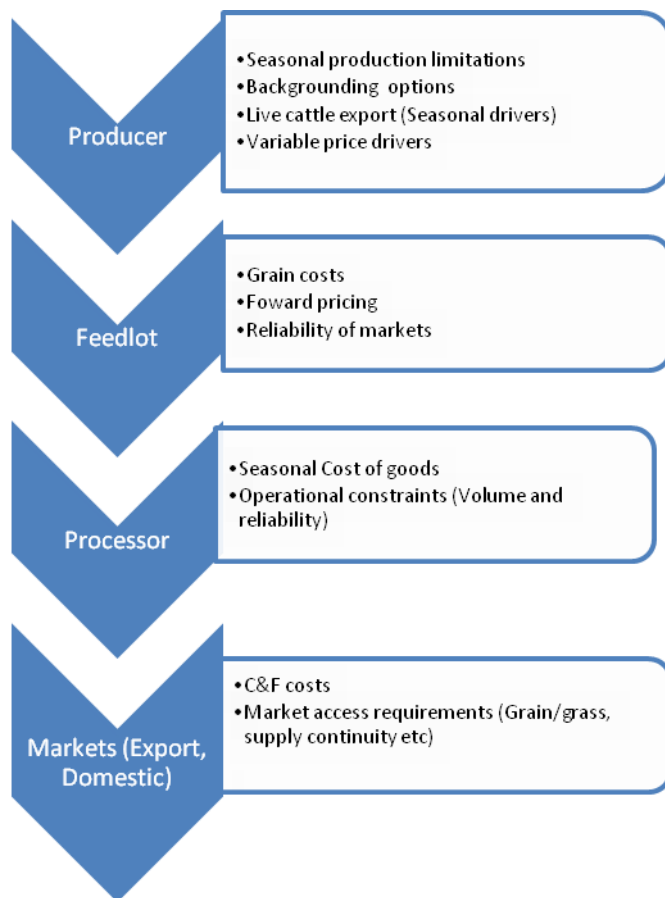 Producer
•Seasonal production limitations
•Backgrounding options
•Live cattle export (Seasonal drivers)
•Variable price drivers
Feedlot
•Grain costs
•Foward pricing
•Reliability of markets
Processor
•Seasonal Cost of goods
•Operational constraints (Volume and
reliability)
Markets (Export,
Domestic)
•C&F costs
•Market access requirements (Grain/grass,
supply continuity etc)